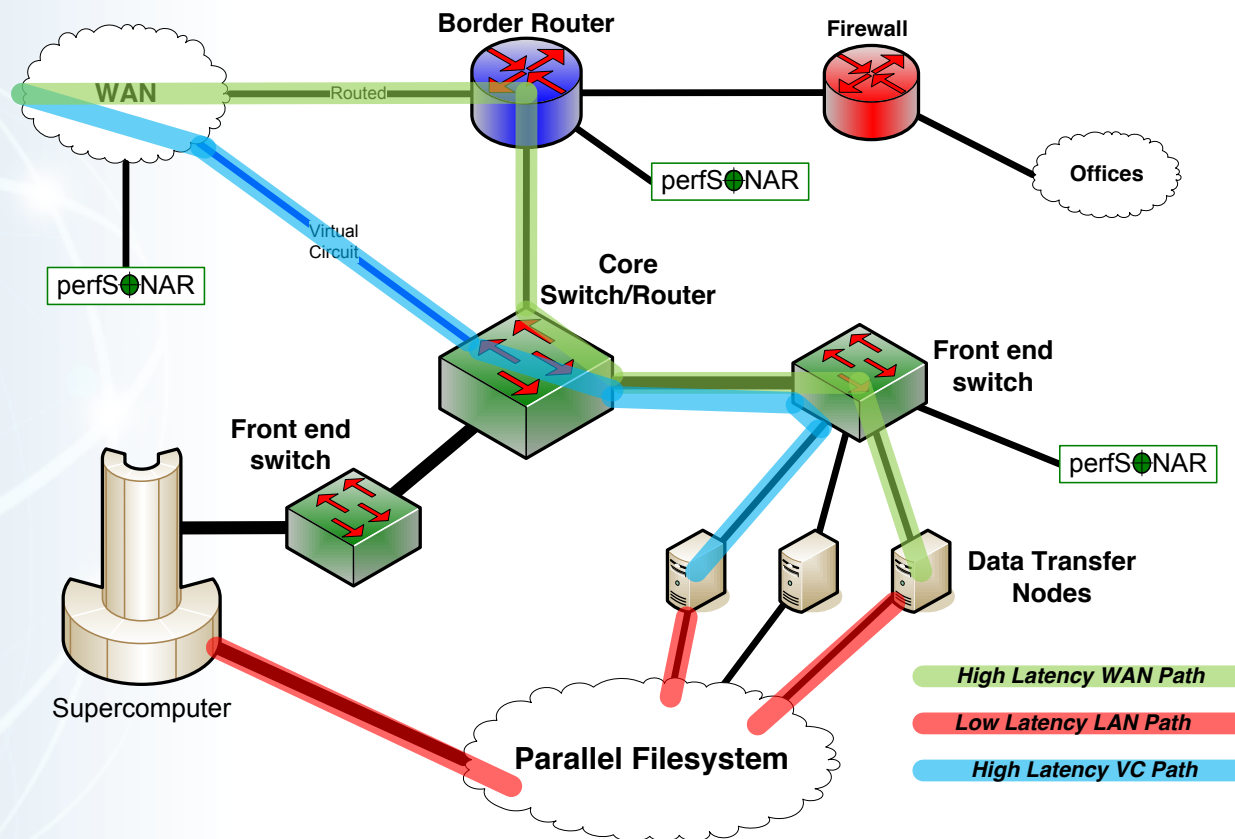 Border Router
Firewall
WAN
Routed
perfSONAR
Offices
Virtual
Circuit
perfSONAR
Core
Switch/Router
Front end
switch
Front end
switch
perfSONAR
Data Transfer
Nodes
High Latency WAN Path
Supercomputer
Low Latency LAN Path
Parallel Filesystem
High Latency VC Path